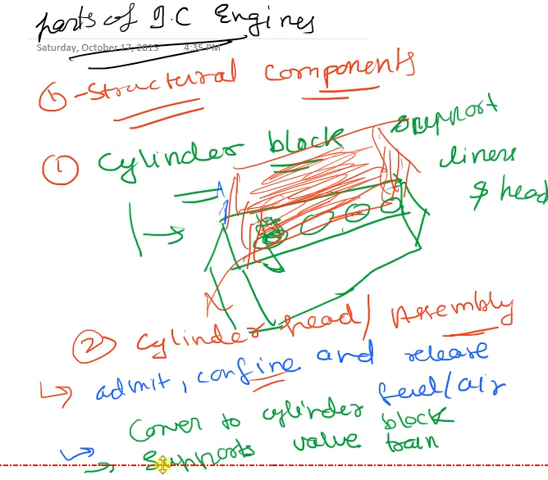 parts of I.C Engines
Saturday, October 17, 2015 4:35 PM
① - Structural Components
① Cylinder block
support
liners
& head
② Cylinder head/ Assembly
admit, confine and release
fuel/air
Cover to cylinder block
Supports value train